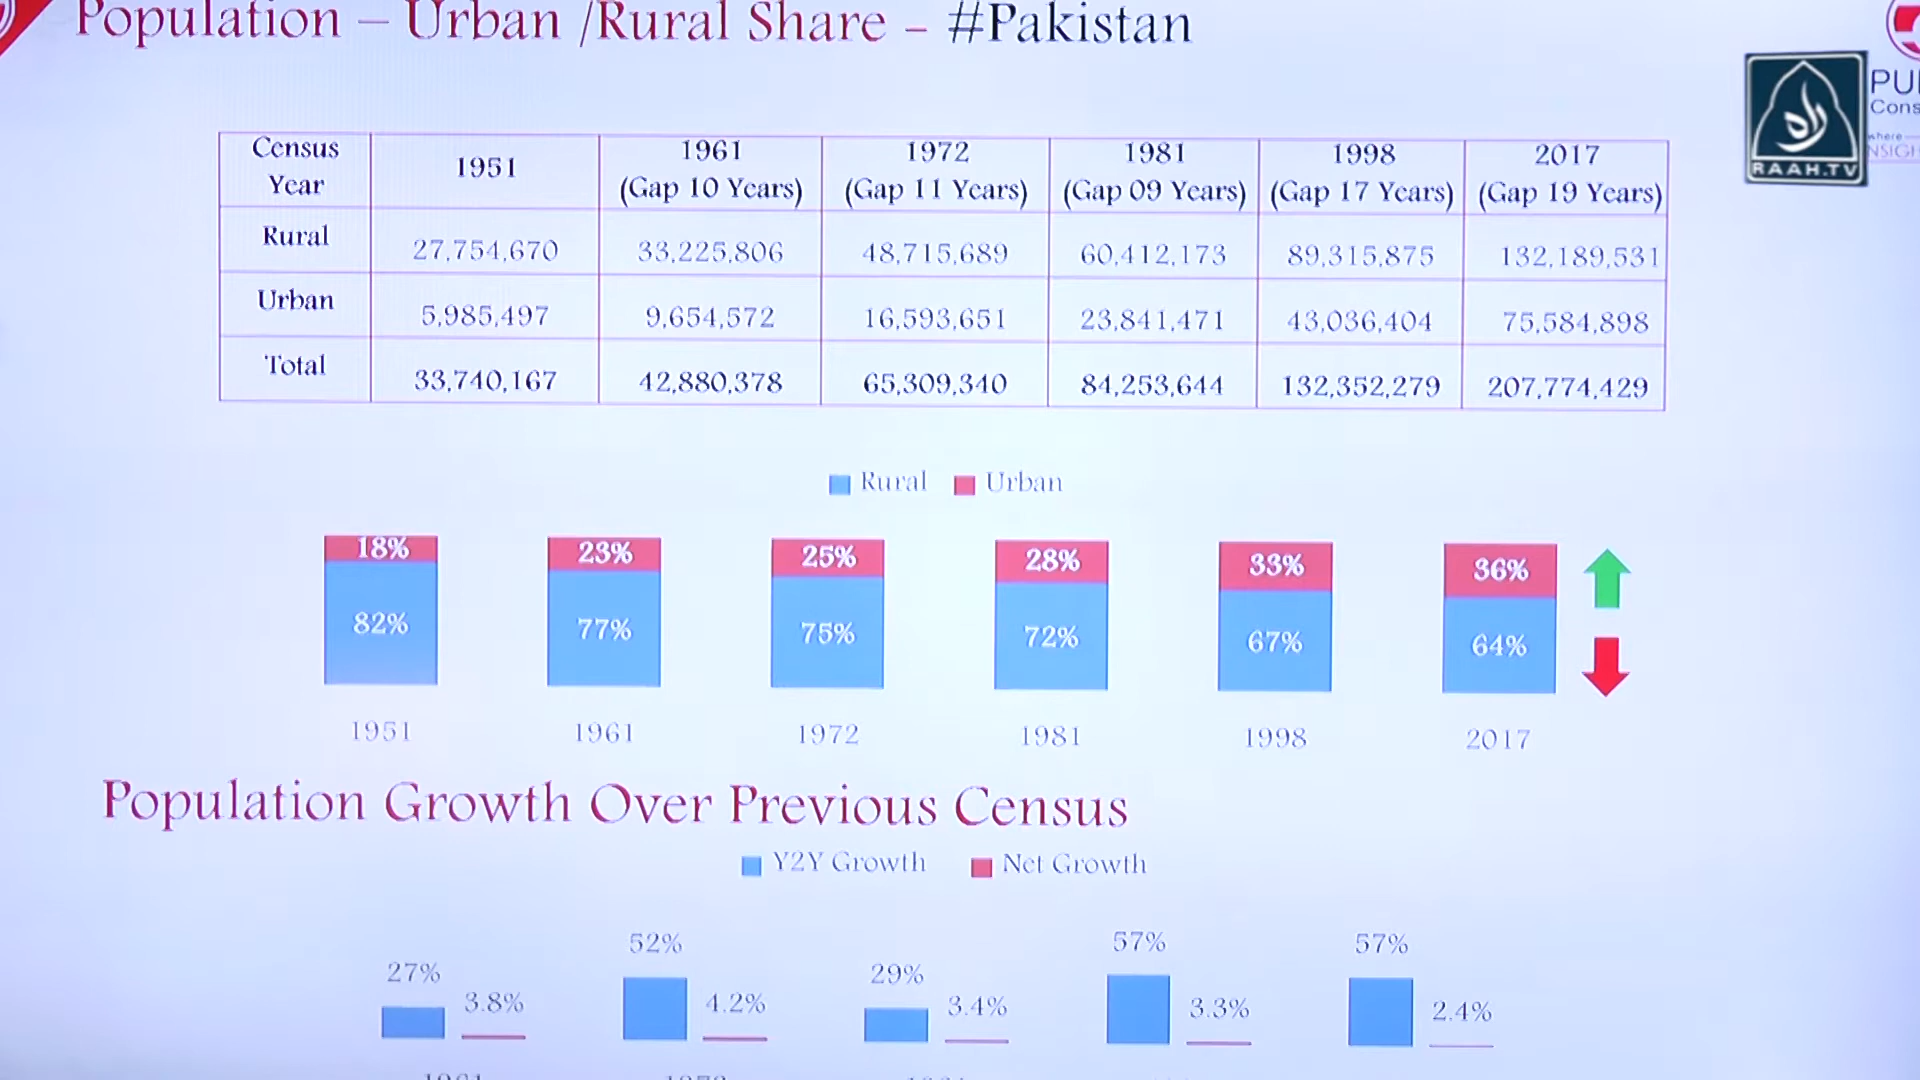 Population – Urban /Rural Share – #Pakistan
RAAH.TV
Census Year 1951 1961 (Gap 10 Years) 1972 (Gap 11 Years) 1981 (Gap 09 Years) 1998 (Gap 17 Years) 2017 (Gap 19 Years)
Rural 27,754,670 33,225,806 48,715,689 60,412,173 89,315,875 132,189,531
Urban 5,985,497 9,654,572 16,593,651 23,841,471 43,036,404 75,584,898
Total 33,740,167 42,880,378 65,309,340 84,253,644 132,352,279 207,774,429
Rural Urban
18% 23% 25% 28% 33% 36%
82% 77% 75% 72% 67% 64%
1951 1961 1972 1981 1998 2017
Population Growth Over Previous Census
Y2Y Growth Net Growth
27% 3.8% 52% 4.2% 29% 3.4% 57% 3.3% 57% 2.4%